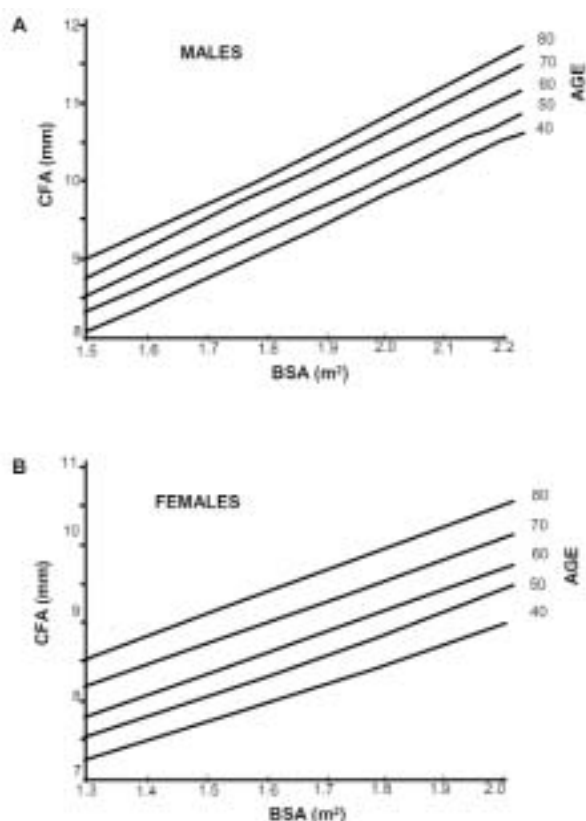 A
MALES
CFA (mm)
12
11
10
9
8
1.5 1.6 1.7 1.8 1.9 2.0 2.1 2.2
BSA (m²)
80
70
60
50
40
AGE
B
FEMALES
CFA (mm)
11
10
9
8
7
1.3 1.4 1.5 1.6 1.7 1.8 1.9 2.0
BSA (m²)
80
70
60
50
40
AGE